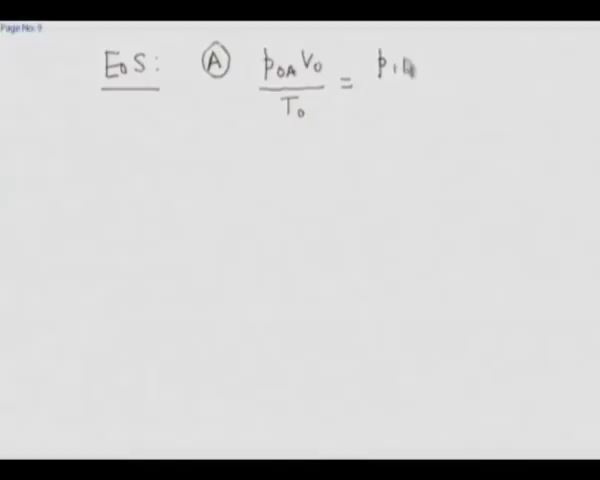 Page No. 9
EoS: Ⓐ p₀ₐ V₀ / T₀ = p₁